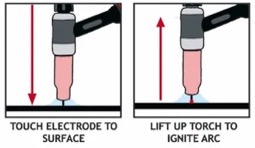 TOUCH ELECTRODE TO
SURFACE
LIFT UP TORCH TO
IGNITE ARC